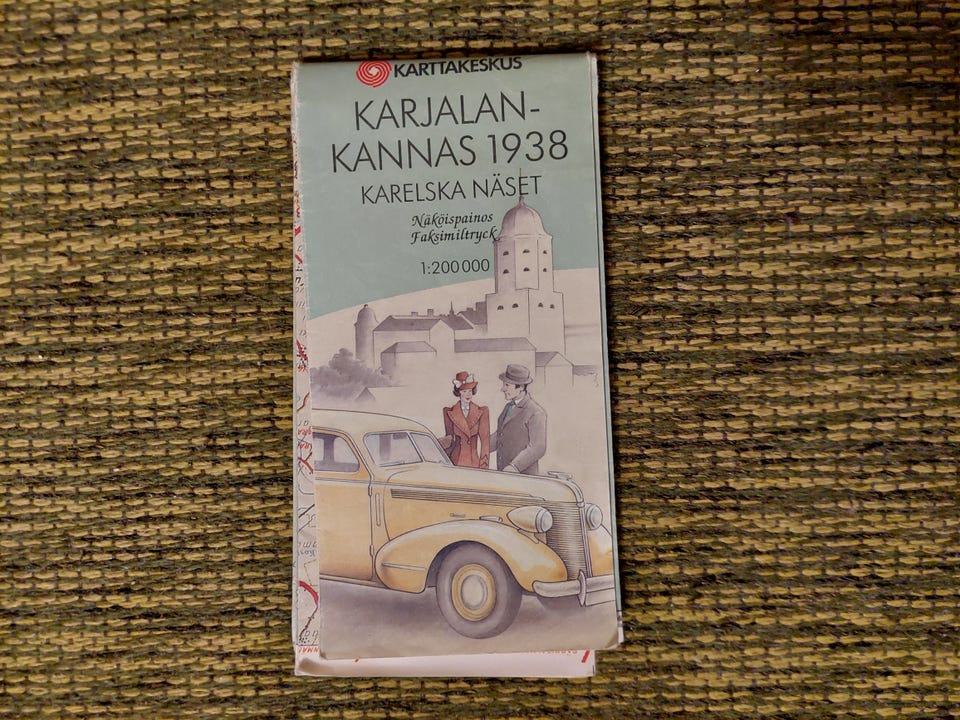 KARTTAKESKUS
KARJALAN-
KANNAS 1938
KARELSKA NÄSET
Näköispainos
Faksimiltryck
1:200 000